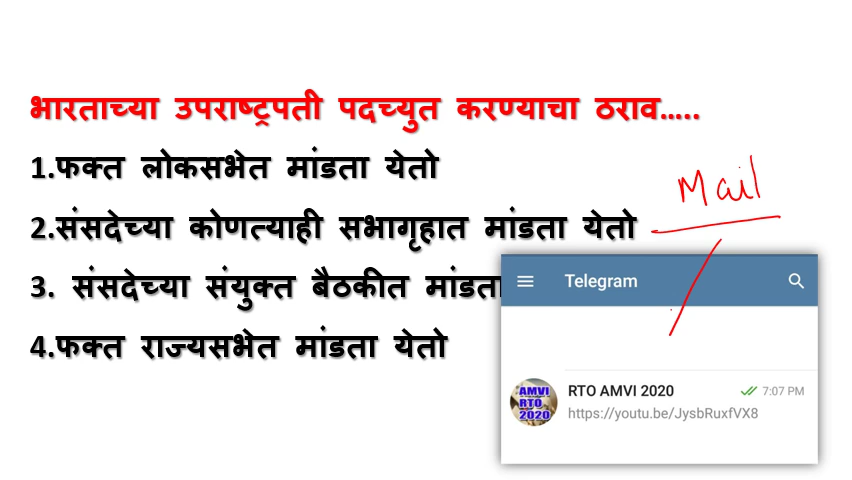 भारताच्या उपराष्ट्रपती पदच्युत करण्याचा ठराव.....
1.फक्त लोकसभेत मांडता येतो
Mail
2.संसदेच्या कोणत्याही सभागृहात मांडता येतो
3. संसदेच्या संयुक्त बैठकीत मांडता
4.फक्त राज्यसभेत मांडता येतो
Telegram
RTO AMVI 2020 7:07 PM
https://youtu.be/JysbRuxfVX8
AMVI
RTO
2020